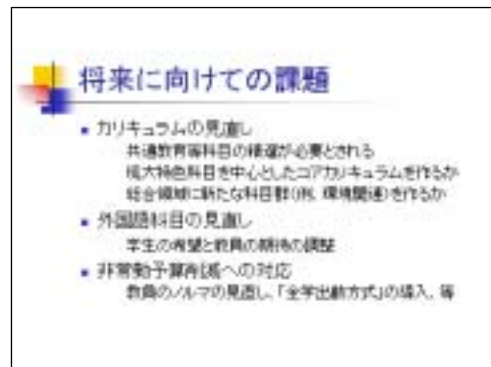 将来に向けての課題
カリキュラムの見直し
共通教育等科目の精選が必要とされる
琉大特色科目を中心としたコアカリキュラムを作るか
総合領域に新たな科目群(例、環境関連)を作るか
外国語科目の見直し
学生の希望と教員の期待の調整
非常勤予算削減への対応
教員のノルマの見直し、「全学出動方式」の導入、等